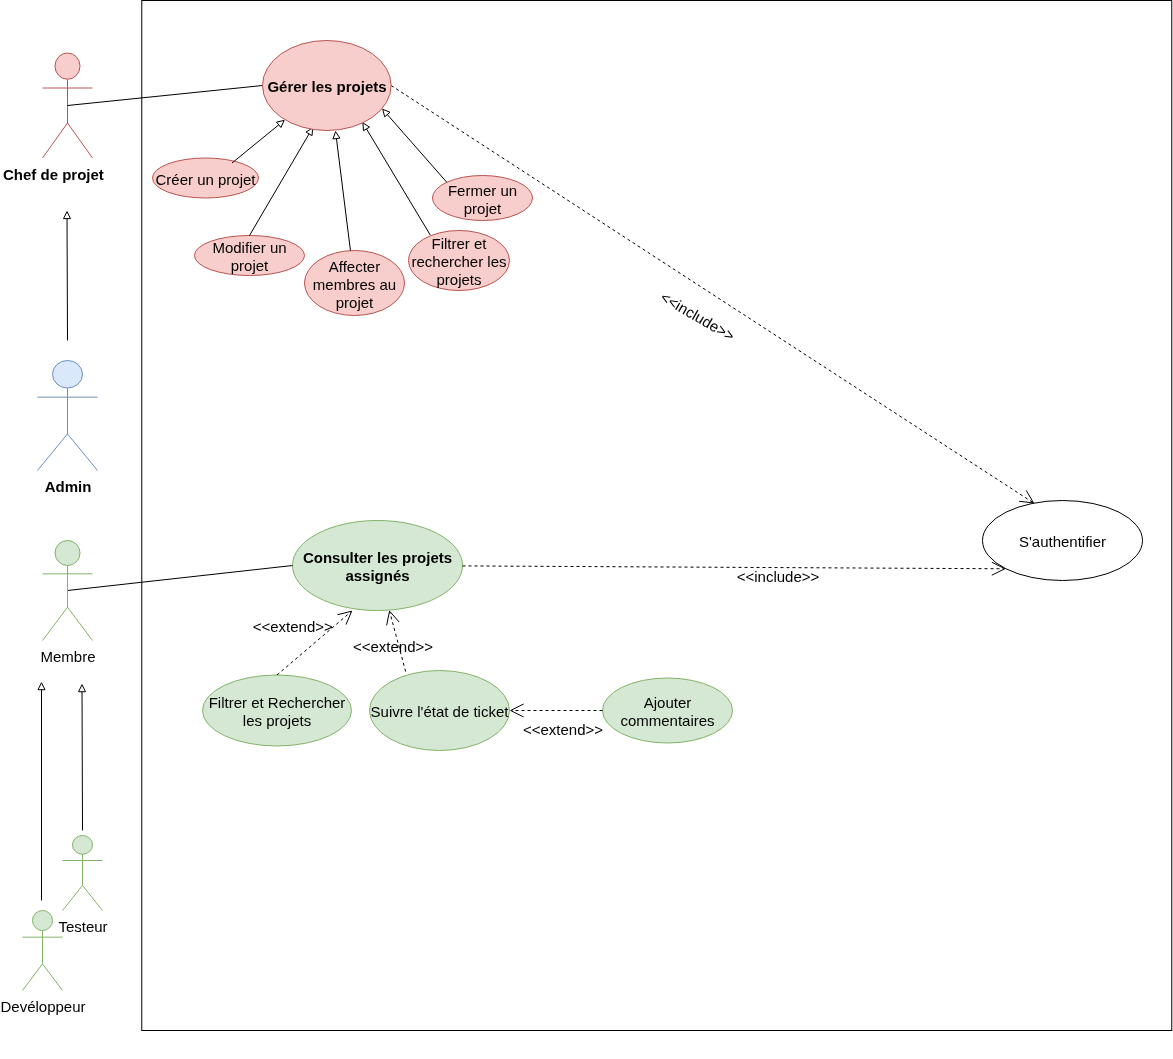 Gérer les projets
Chef de projet
Créer un projet
Fermer un
projet
Modifier un
projet
Affecter
membres au
projet
Filtrer et
rechercher les
projets
<<include>>
Admin
S'authentifier
Consulter les projets
assignés
<<include>>
<<extend>>
<<extend>>
Membre
Filtrer et Rechercher
les projets
Suivre l'état de ticket
Ajouter
commentaires
<<extend>>
Testeur
Devéloppeur